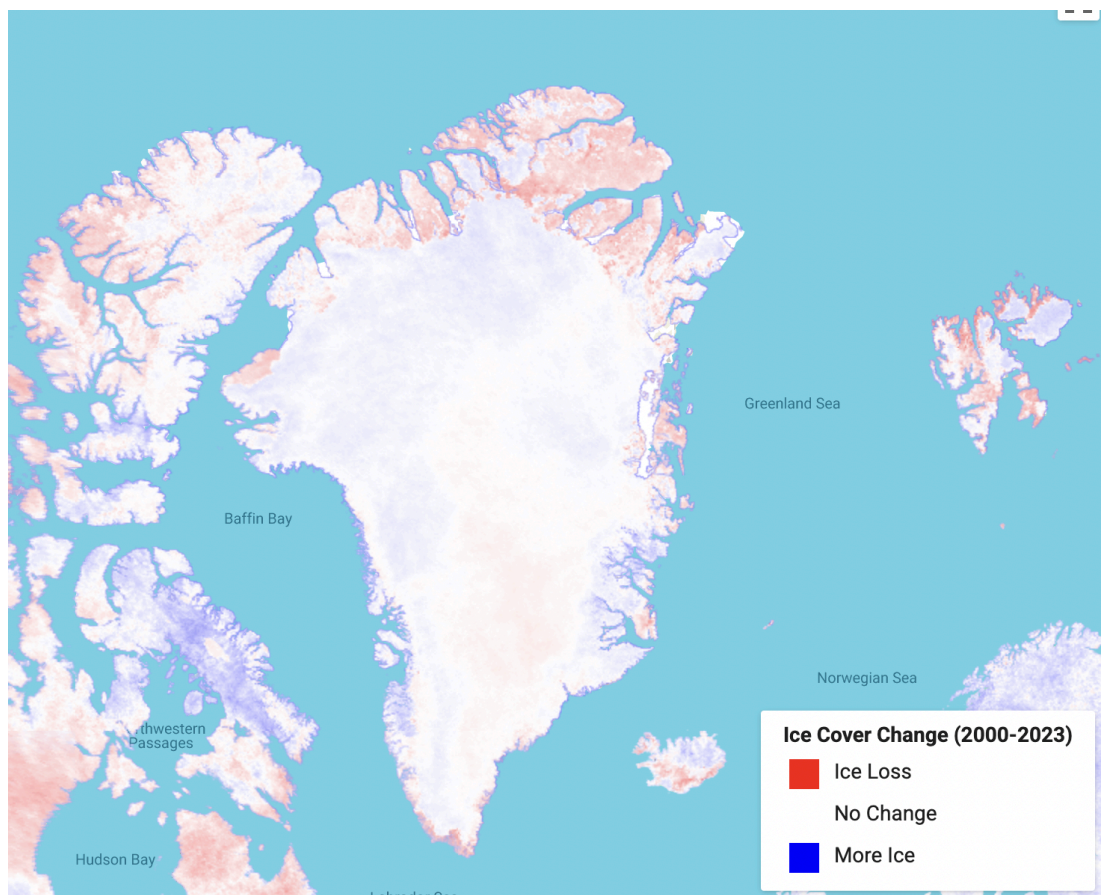 Greenland Sea
Baffin Bay
Norwegian Sea
Passages
Hudson Bay
Ice Cover Change (2000-2023)
Ice Loss
No Change
More Ice